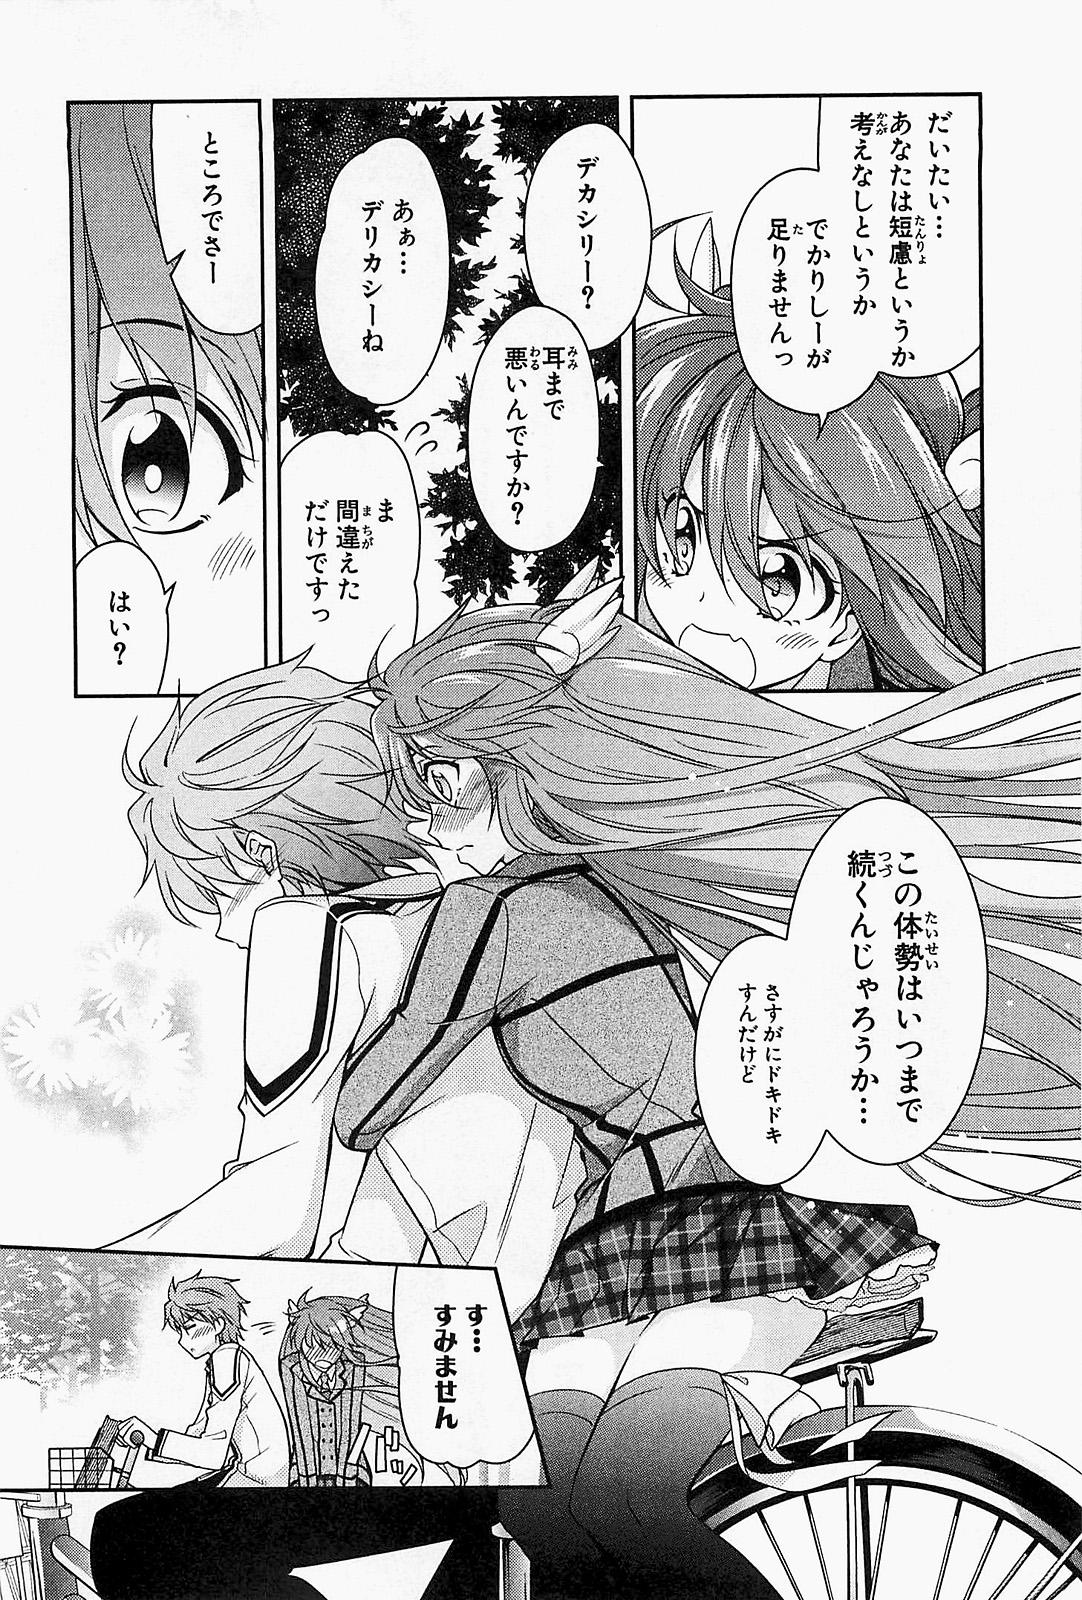 だいたい…
あなたは短慮というか
考えなしというか
でかりしーが
足りませんっ
デカシリー?
耳まで
悪いんですか?
あぁ…
デリカシーね
ま
間違えた
だけですっ
ところでさー
はい?
この体勢はいつまで
続くんじゃろうか…
さすがにドキドキ
すんだけど
す…
すみません
ギュッ